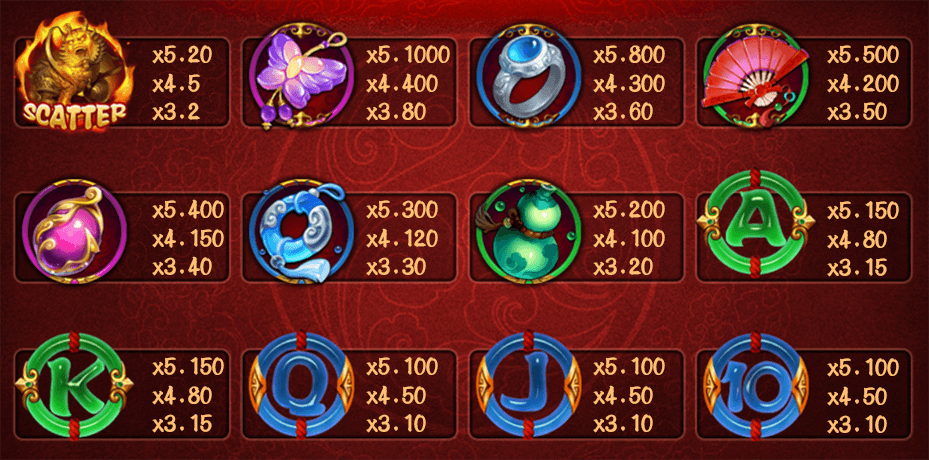 SCATTER
x5.20
x4.5
x3.2
x5.1000
x4.400
x3.80
x5.800
x4.300
x3.60
x5.500
x4.200
x3.50
x5.400
x4.150
x3.40
x5.300
x4.120
x3.30
x5.200
x4.100
x3.20
A
x5.150
x4.80
x3.15
K
x5.150
x4.80
x3.15
Q
x5.100
x4.50
x3.10
J
x5.100
x4.50
x3.10
10
x5.100
x4.50
x3.10